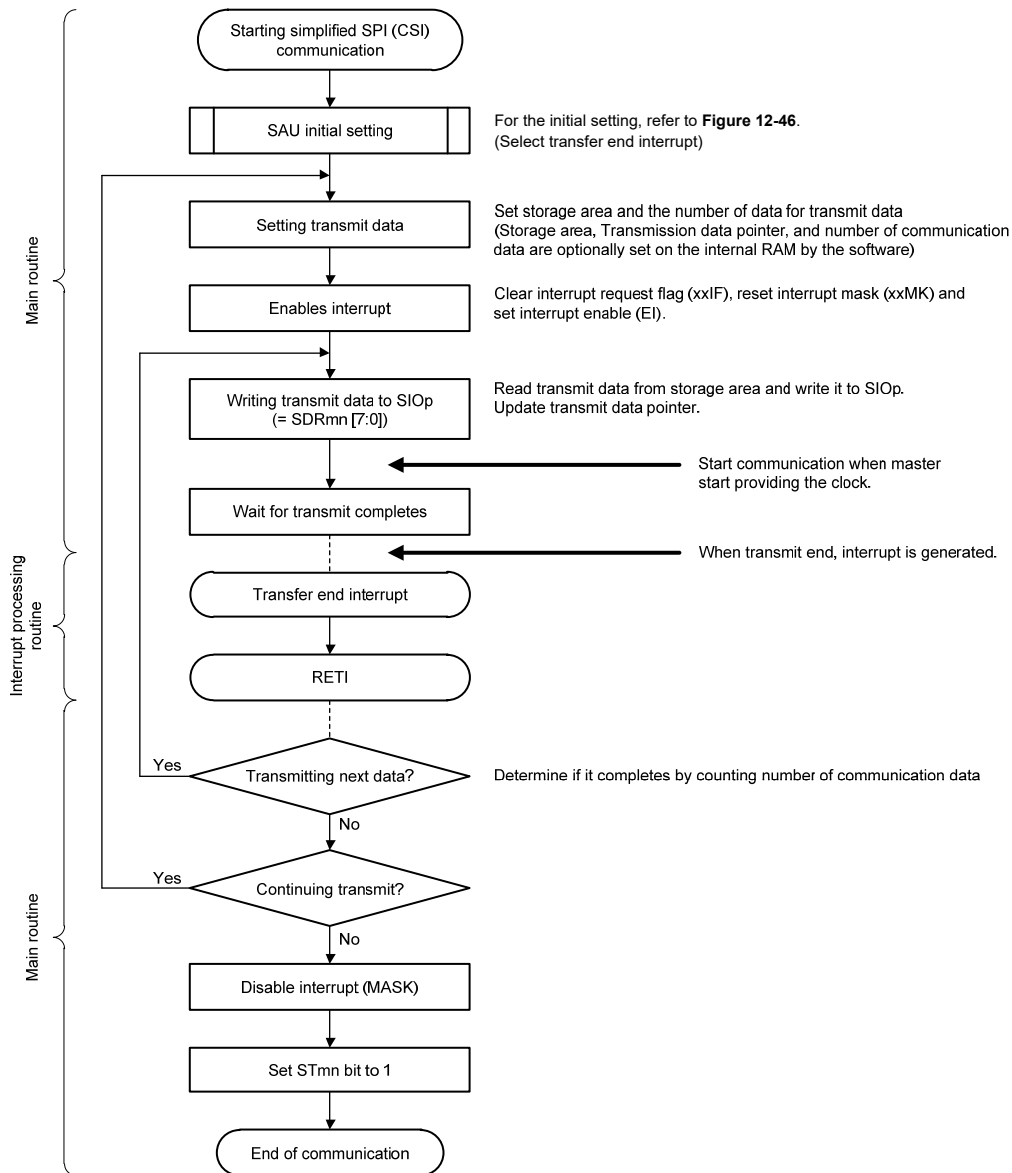 Starting simplified SPI (CSI)
communication
SAU initial setting
For the initial setting, refer to Figure 12-46.
(Select transfer end interrupt)
Setting transmit data
Set storage area and the number of data for transmit data
(Storage area, Transmission data pointer, and number of communication
data are optionally set on the internal RAM by the software)
Main routine
Enables interrupt
Clear interrupt request flag (xxIF), reset interrupt mask (xxMK) and
set interrupt enable (EI).
Writing transmit data to SIOp
(= SDRmn [7:0])
Read transmit data from storage area and write it to SIOp.
Update transmit data pointer.
Start communication when master
start providing the clock.
Wait for transmit completes
When transmit end, interrupt is generated.
Interrupt processing
routine
Transfer end interrupt
RETI
Yes
Transmitting next data?
Determine if it completes by counting number of communication data
No
Yes
Continuing transmit?
No
Main routine
Disable interrupt (MASK)
Set STmn bit to 1
End of communication